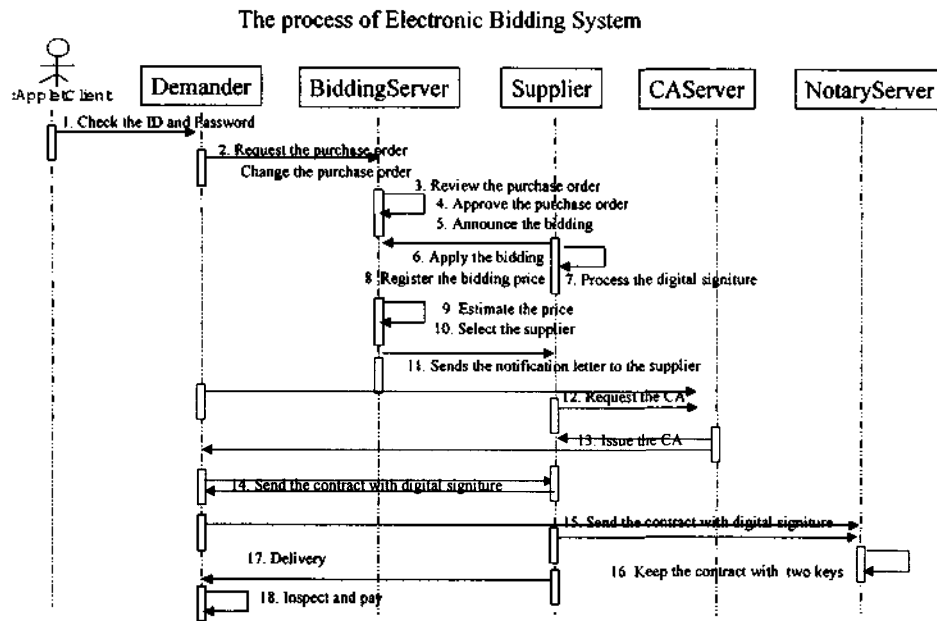 The process of Electronic Bidding System
:AppletClient
Demander
BiddingServer
Supplier
CAServer
NotaryServer
1. Check the ID and Password
2. Request the purchase order
Change the purchase order
3. Review the purchase order
4. Approve the purchase order
5. Announce the bidding
6. Apply the bidding
7. Process the digital signiture
8. Register the bidding price
9. Estimate the price
10. Select the supplier
11. Sends the notification letter to the supplier
12. Request the CA
13. Issue the CA
14. Send the contract with digital signiture
15. Send the contract with digital signiture
16. Keep the contract with two keys
17. Delivery
18. Inspect and pay